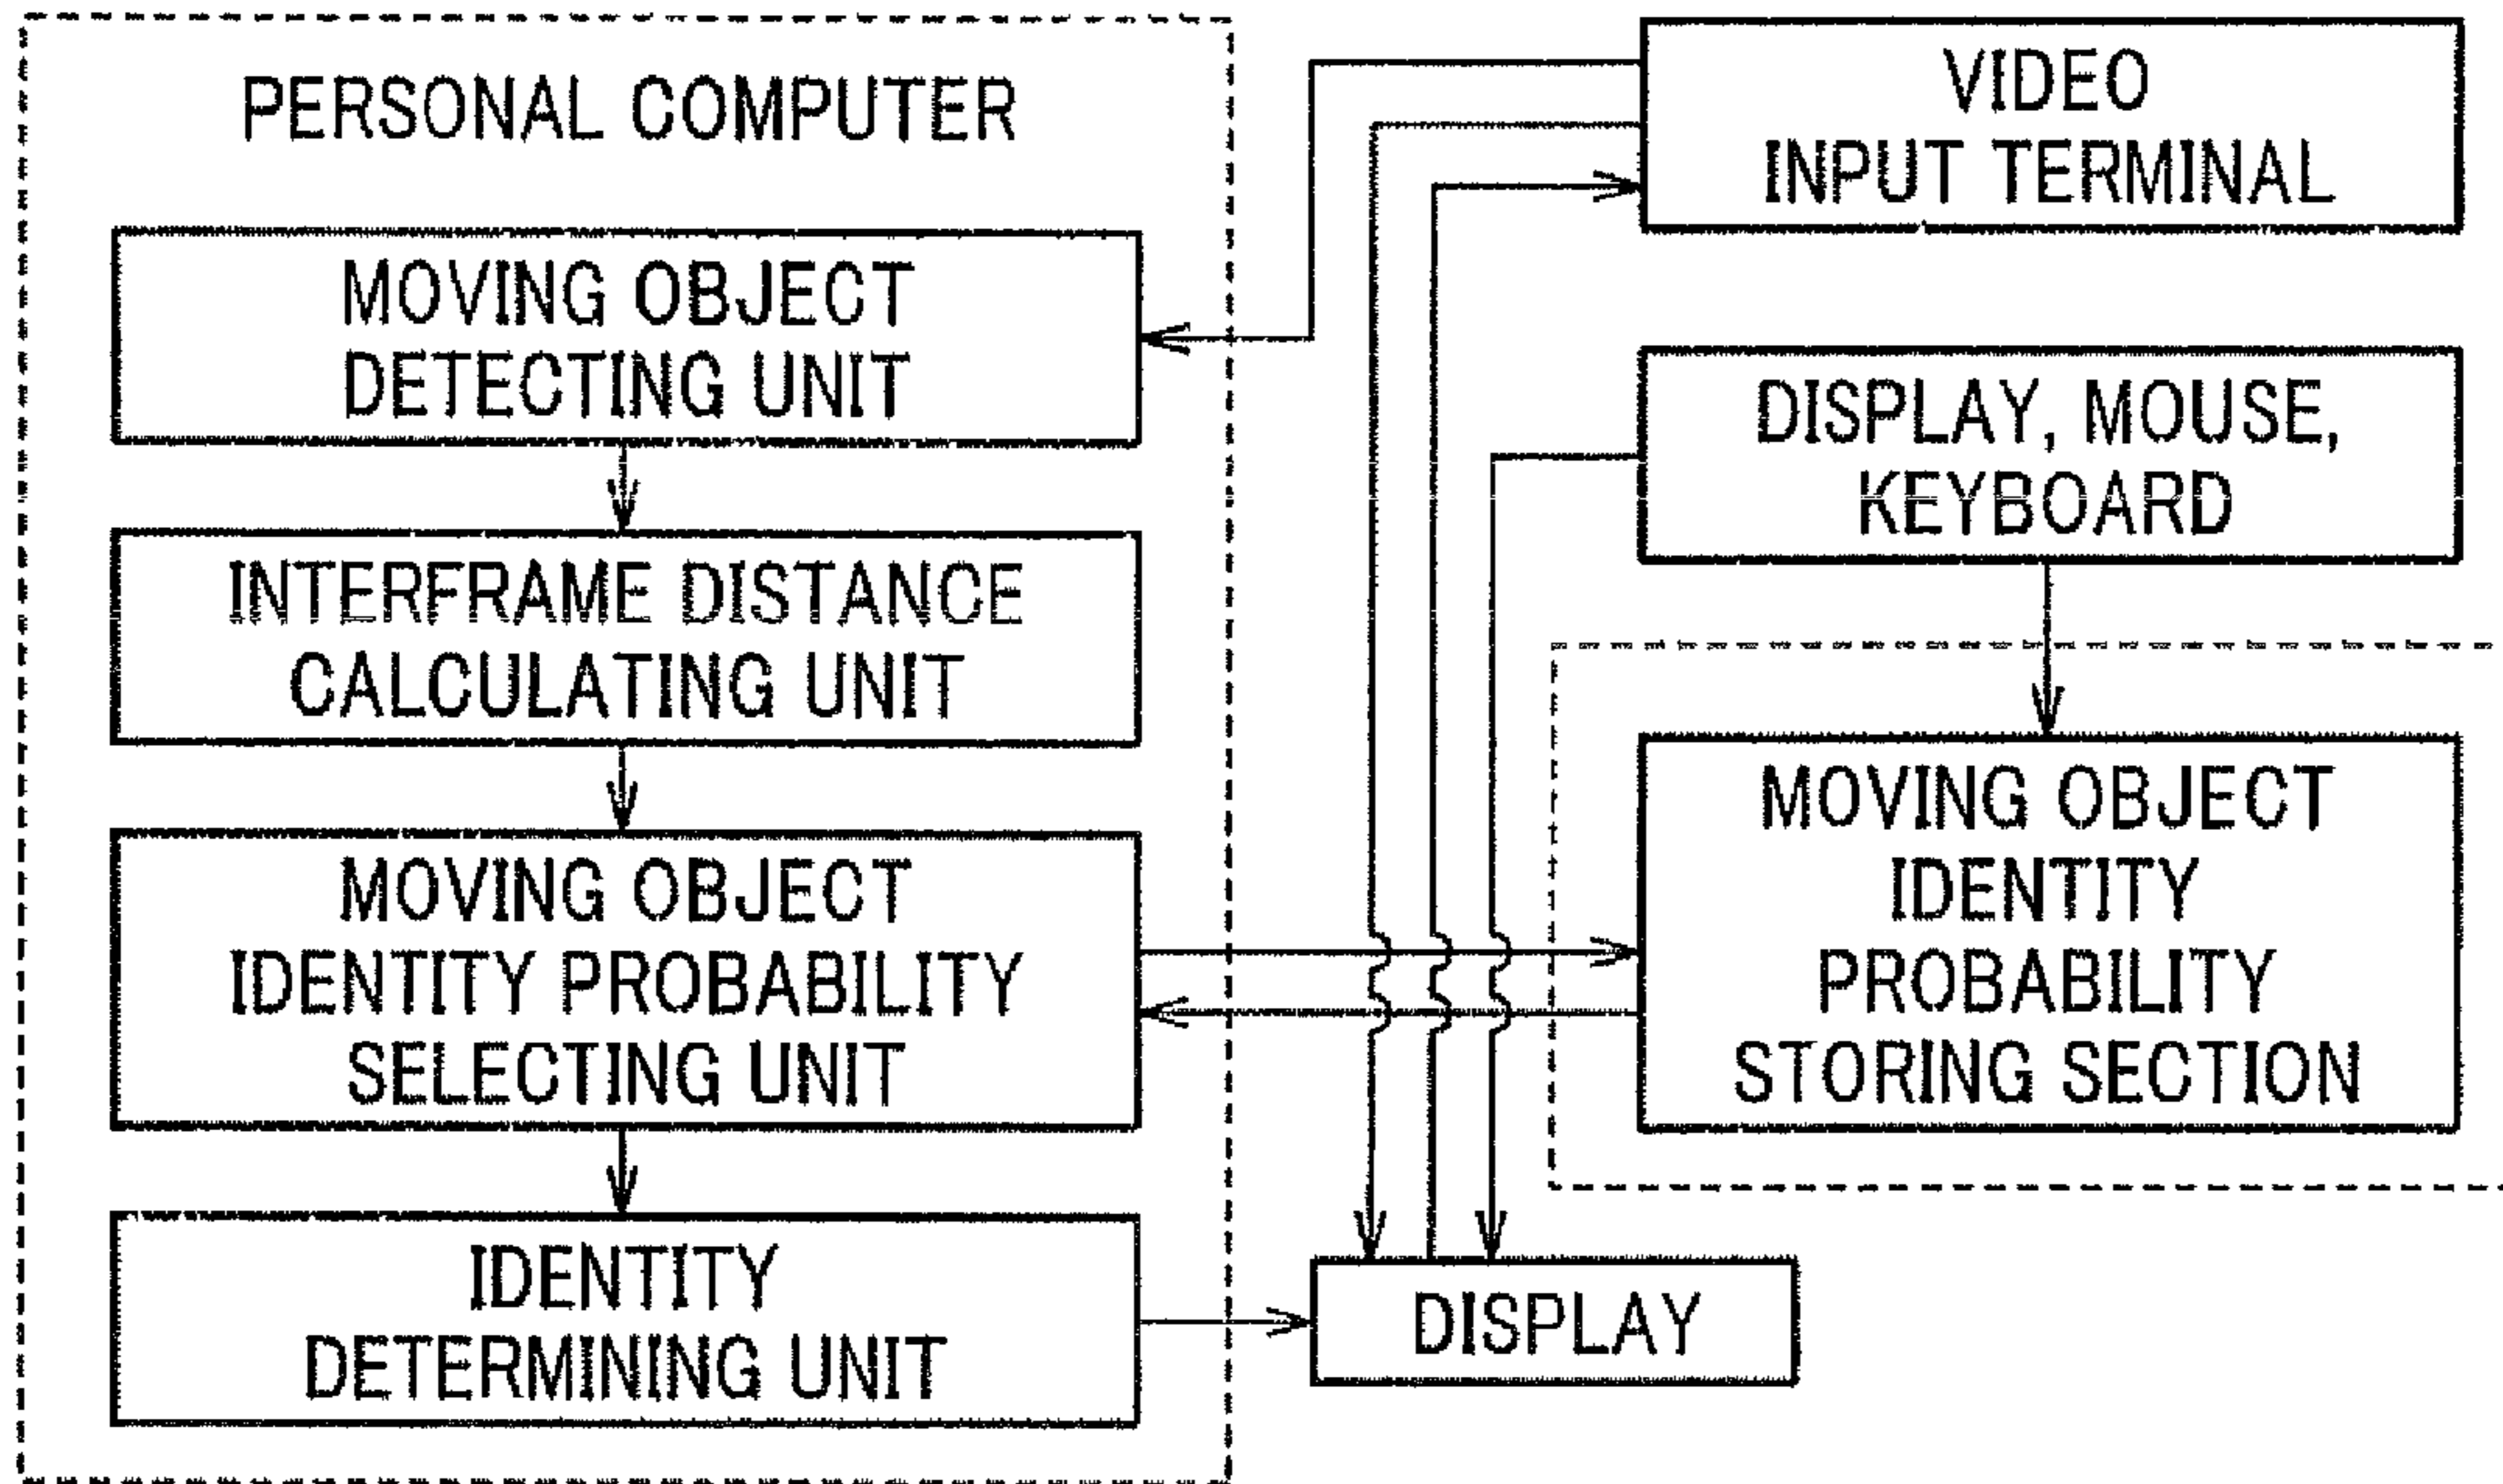 PERSONAL COMPUTER
MOVING OBJECT
DETECTING UNIT
INTERFRAME DISTANCE
CALCULATING UNIT
MOVING OBJECT
IDENTITY PROBABILITY
SELECTING UNIT
IDENTITY
DETERMINING UNIT
VIDEO
INPUT TERMINAL
DISPLAY, MOUSE,
KEYBOARD
MOVING OBJECT
IDENTITY
PROBABILITY
STORING SECTION
DISPLAY